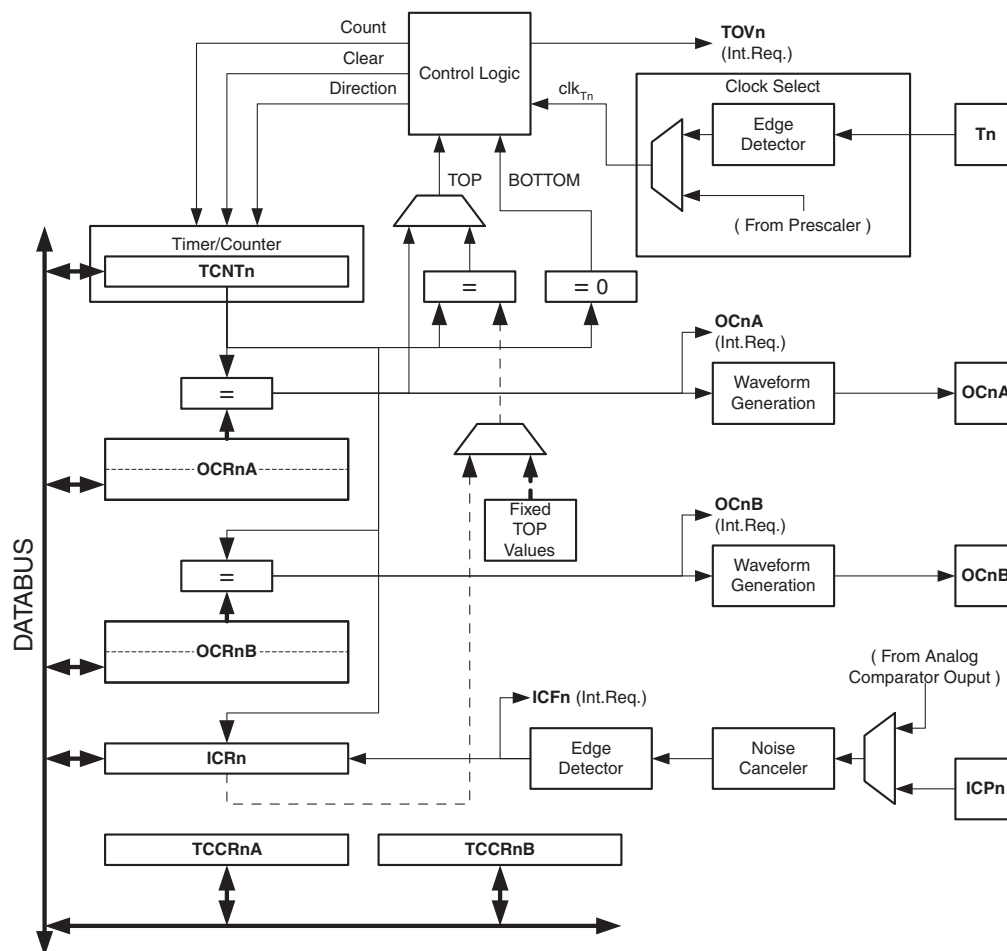 Count
Clear
Direction
Control Logic
TOVn
(Int.Req.)
clkTn
Clock Select
Edge
Detector
Tn
( From Prescaler )
TOP
BOTTOM
Timer/Counter
TCNTn
=
= 0
OCnA
(Int.Req.)
=
Waveform
Generation
OCnA
OCRnA
Fixed
TOP
Values
OCnB
(Int.Req.)
=
Waveform
Generation
OCnB
DATABUS
OCRnB
( From Analog
Comparator Ouput )
ICFn (Int.Req.)
ICRn
Edge
Detector
Noise
Canceler
ICPn
TCCRnA
TCCRnB